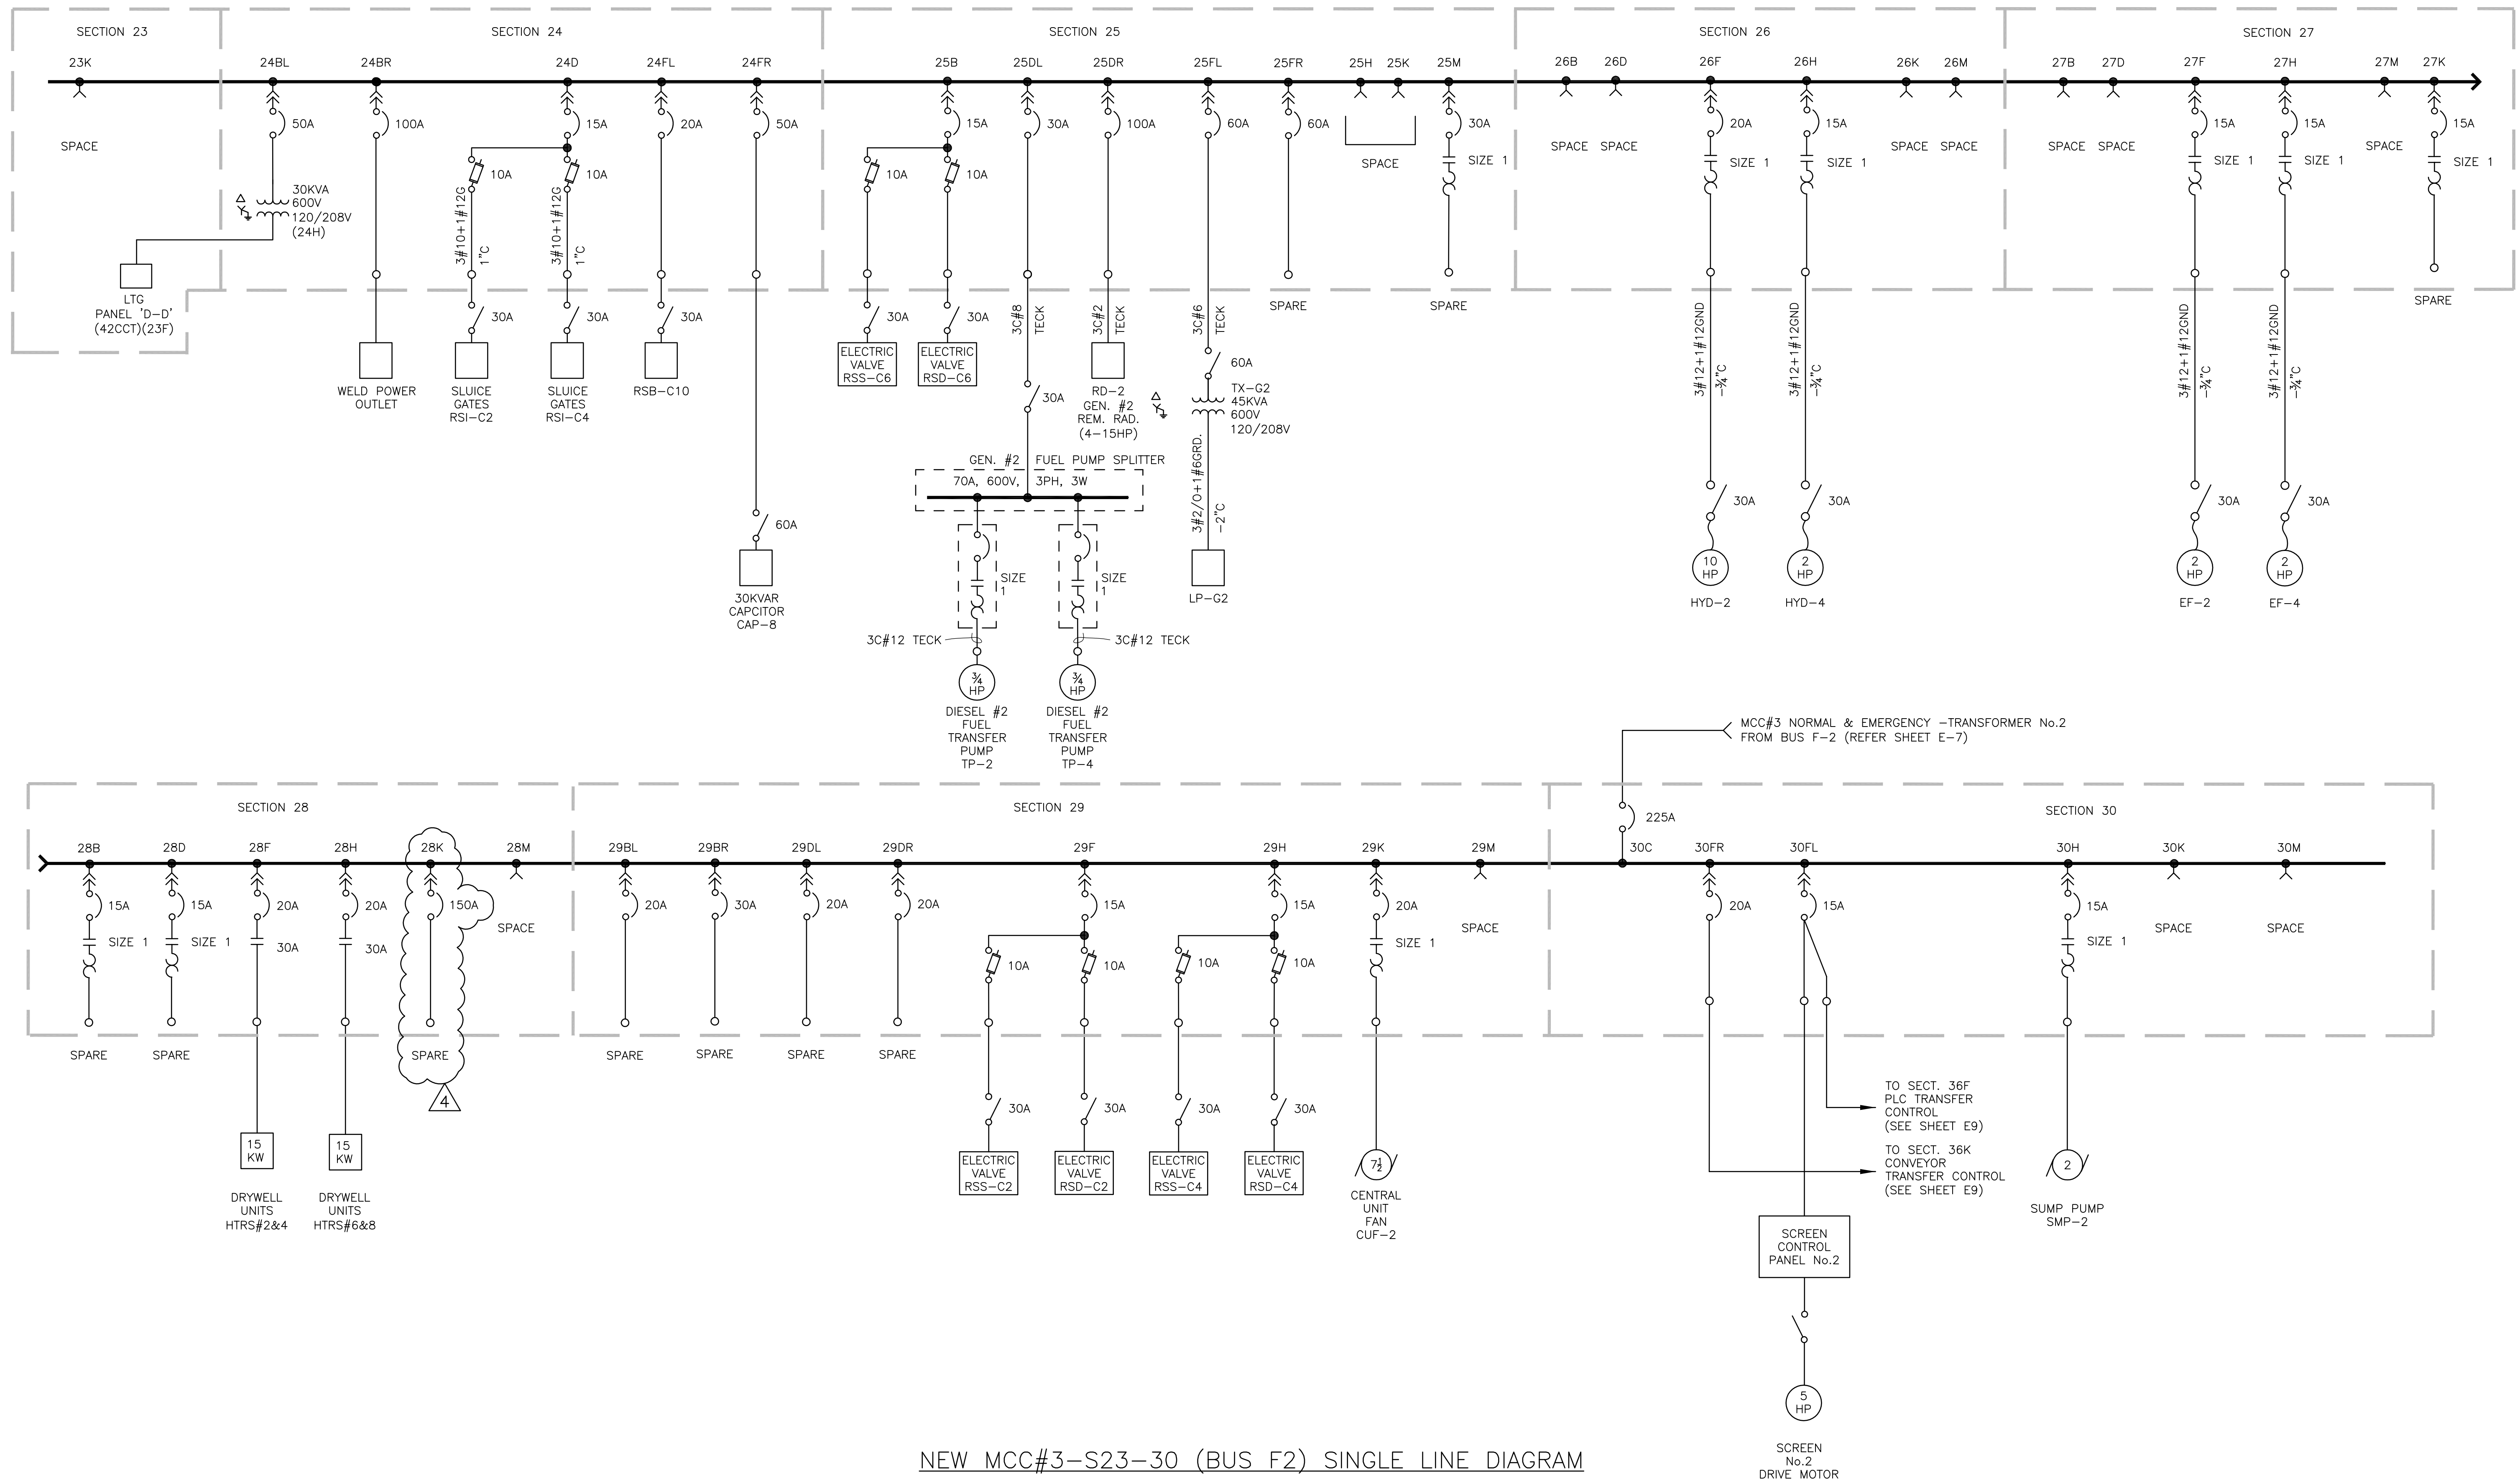 SECTION 23
SECTION 24
SECTION 25
SECTION 26
SECTION 27
23K
24BL
24BR
24D
24FL
24FR
25B
25DL
25DR
25FL
25FR
25H
25K
25M
26B
26D
26F
26H
26K
26M
27B
27D
27F
27H
27M
27K
SPACE
50A
100A
15A
20A
50A
15A
30A
100A
60A
60A
SPACE
30A
SIZE 1
SPACE
SPACE
20A
SIZE 1
15A
SIZE 1
SPACE
SPACE
SPACE
SPACE
15A
SIZE 1
15A
SIZE 1
SPACE
15A
SIZE 1
10A
10A
10A
10A
30KVA
600V
120/208V
(24H)
LTG
PANEL 'D-D'
(42CCT)(23F)
3#10+1#12G
1"C
3#10+1#12G
1"C
WELD POWER
OUTLET
30A
SLUICE
GATES
RSI-C2
30A
SLUICE
GATES
RSI-C4
30A
RSB-C10
60A
30KVAR
CAPCITOR
CAP-8
30A
ELECTRIC
VALVE
RSS-C6
30A
ELECTRIC
VALVE
RSD-C6
3C#8
TECK
30A
3C#2
TECK
RD-2
GEN. #2
REM. RAD.
(4-15HP)
3C#6
TECK
60A
TX-G2
45KVA
600V
120/208V
3#2/0+1#6GRD.
-2"C
LP-G2
SPARE
SPARE
SPARE
GEN. #2 FUEL PUMP SPLITTER
70A, 600V, 3PH, 3W
SIZE
1
SIZE
1
3C#12 TECK
3C#12 TECK
¾
HP
¾
HP
DIESEL #2
FUEL
TRANSFER
PUMP
TP-2
DIESEL #2
FUEL
TRANSFER
PUMP
TP-4
3#12+1#12GND
-¾"C
3#12+1#12GND
-¾"C
3#12+1#12GND
-¾"C
3#12+1#12GND
-¾"C
30A
30A
30A
30A
10
HP
2
HP
2
HP
2
HP
HYD-2
HYD-4
EF-2
EF-4
MCC#3 NORMAL & EMERGENCY -TRANSFORMER No.2
FROM BUS F-2 (REFER SHEET E-7)
SECTION 28
SECTION 29
SECTION 30
225A
28B
28D
28F
28H
28K
28M
29BL
29BR
29DL
29DR
29F
29H
29K
29M
30C
30FR
30FL
30H
30K
30M
15A
SIZE 1
15A
SIZE 1
20A
30A
20A
30A
150A
SPACE
20A
30A
20A
20A
15A
15A
20A
SIZE 1
SPACE
20A
15A
15A
SIZE 1
SPACE
SPACE
10A
10A
10A
10A
SPARE
SPARE
SPARE
SPARE
SPARE
SPARE
SPARE
4
15
KW
15
KW
DRYWELL
UNITS
HTRS#2&4
DRYWELL
UNITS
HTRS#6&8
30A
30A
30A
30A
ELECTRIC
VALVE
RSS-C2
ELECTRIC
VALVE
RSD-C2
ELECTRIC
VALVE
RSS-C4
ELECTRIC
VALVE
RSD-C4
7½
CENTRAL
UNIT
FAN
CUF-2
TO SECT. 36F
PLC TRANSFER
CONTROL
(SEE SHEET E9)
TO SECT. 36K
CONVEYOR
TRANSFER CONTROL
(SEE SHEET E9)
2
SUMP PUMP
SMP-2
SCREEN
CONTROL
PANEL No.2
5
HP
SCREEN
No.2
DRIVE MOTOR
NEW MCC#3-S23-30 (BUS F2) SINGLE LINE DIAGRAM